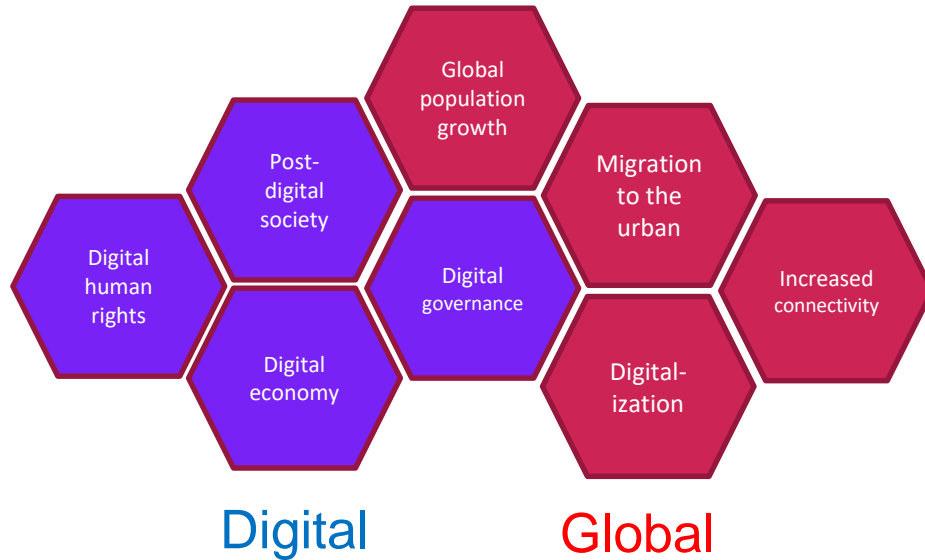 Global
population
growth
Post-
digital
society
Migration
to the
urban
Digital
human
rights
Digital
governance
Increased
connectivity
Digital
economy
Digital-
ization
Digital
Global